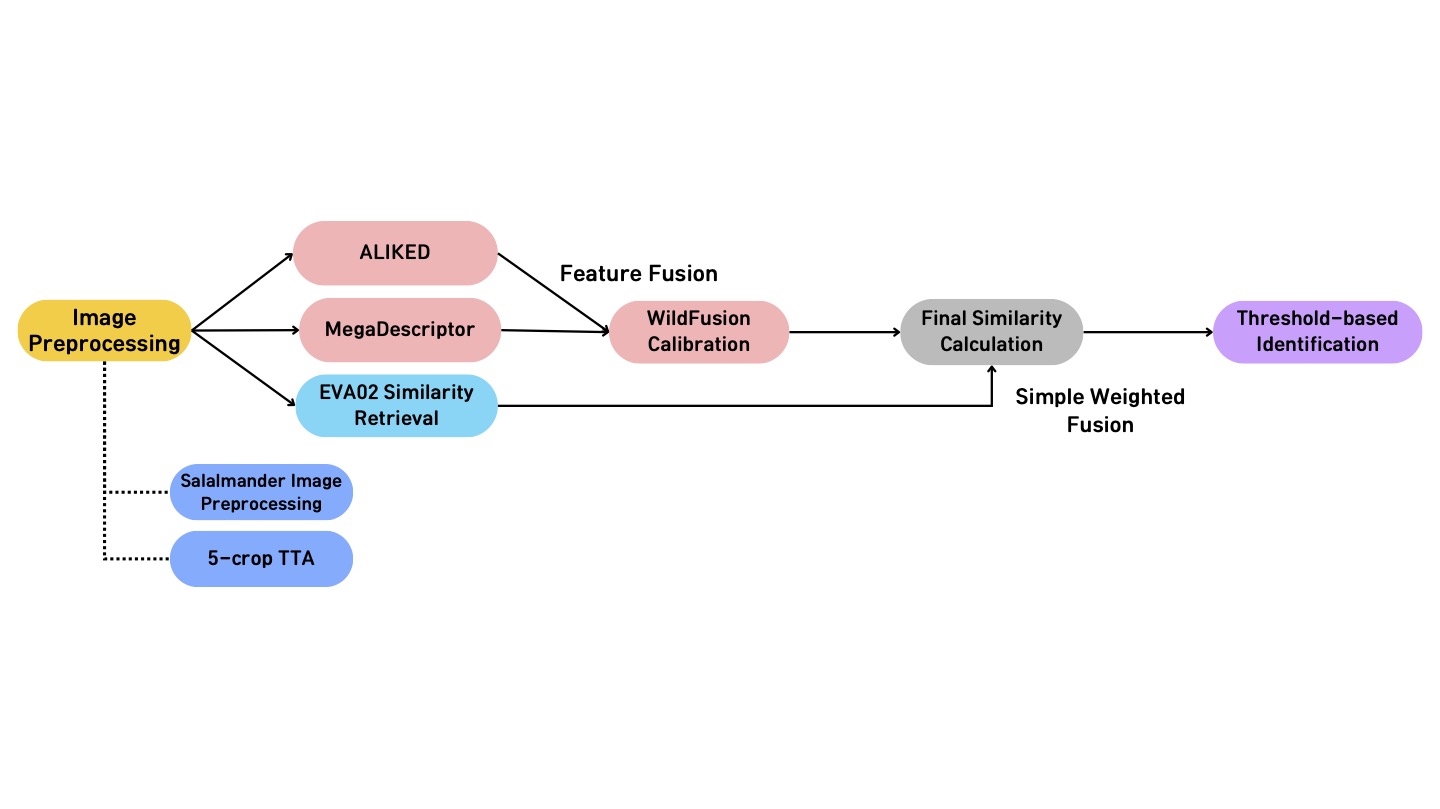 Image
Preprocessing
ALIKED
MegaDescriptor
EVA02 Similarity
Retrieval
Salalmander Image
Preprocessing
5-crop TTA
Feature Fusion
WildFusion
Calibration
Final Similarity
Calculation
Simple Weighted
Fusion
Threshold-based
Identification